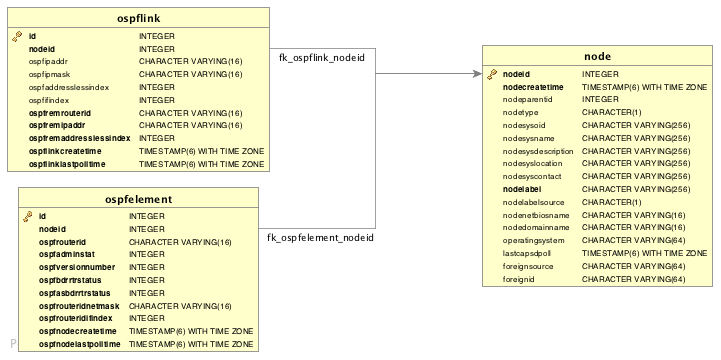 ospflink
id INTEGER
nodeid INTEGER
ospfipaddr CHARACTER VARYING(16)
ospfipmask CHARACTER VARYING(16)
ospfaddresslessindex INTEGER
ospfifindex INTEGER
ospfremrouterid CHARACTER VARYING(16)
ospfremipaddr CHARACTER VARYING(16)
ospfremaddresslessindex INTEGER
ospflinkcreatetime TIMESTAMP(6) WITH TIME ZONE
ospflinklastpolltime TIMESTAMP(6) WITH TIME ZONE
fk_ospflink_nodeid
node
nodeid INTEGER
nodecreatetime TIMESTAMP(6) WITH TIME ZONE
nodeparentid INTEGER
nodetype CHARACTER(1)
nodesysoid CHARACTER VARYING(256)
nodesysname CHARACTER VARYING(256)
nodesysdescription CHARACTER VARYING(256)
nodesyslocation CHARACTER VARYING(256)
nodesyscontact CHARACTER VARYING(256)
nodelabel CHARACTER VARYING(256)
nodelabelsource CHARACTER(1)
nodenetbiosname CHARACTER VARYING(16)
nodedomainname CHARACTER VARYING(16)
operatingsystem CHARACTER VARYING(64)
lastcapsdpoll TIMESTAMP(6) WITH TIME ZONE
foreignsource CHARACTER VARYING(64)
foreignid CHARACTER VARYING(64)
ospfelement
id INTEGER
nodeid INTEGER
ospfrouterid CHARACTER VARYING(16)
ospfadminstat INTEGER
ospfversionnumber INTEGER
ospfbdrrtrstatus INTEGER
ospfasbdrrtrstatus INTEGER
ospfrouteridnetmask CHARACTER VARYING(16)
ospfrouteridifindex INTEGER
ospfnodecreatetime TIMESTAMP(6) WITH TIME ZONE
ospfnodelastpolltime TIMESTAMP(6) WITH TIME ZONE
fk_ospfelement_nodeid